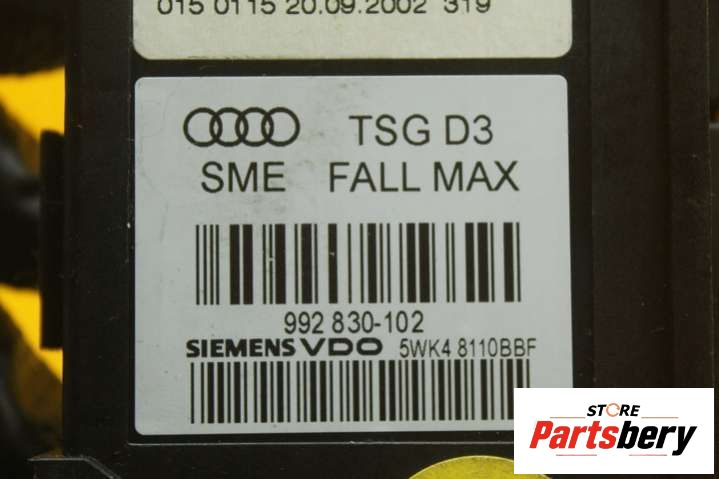 015 0115 20.09.2002 319
TSG D3
SME FALL MAX
992 830-102
SIEMENS VDO 5WK4 8110BBF
STORE
Partsbery